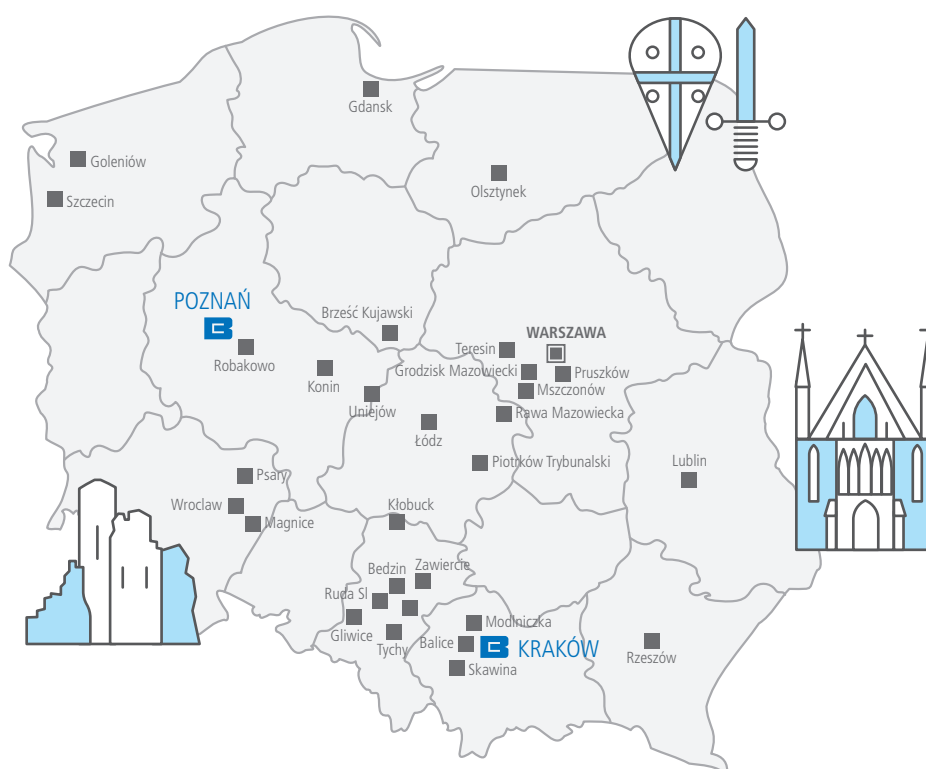 Gdansk
Goleniów
Olsztynek
Szczecin
POZNAŃ
Brześć Kujawski
WARSZAWA
Teresin
Robakowo
Grodzisk Mazowiecki
Pruszków
Konin
Mszczonów
Uniejów
Rawa Mazowiecka
Łódz
Piotrków Trybunalski
Lublin
Psary
Wroclaw
Kłobuck
Magnice
Zawiercie
Bedzin
Ruda Sl
Modlniczka
Gliwice
Tychy
Balice
KRAKÓW
Rzeszów
Skawina